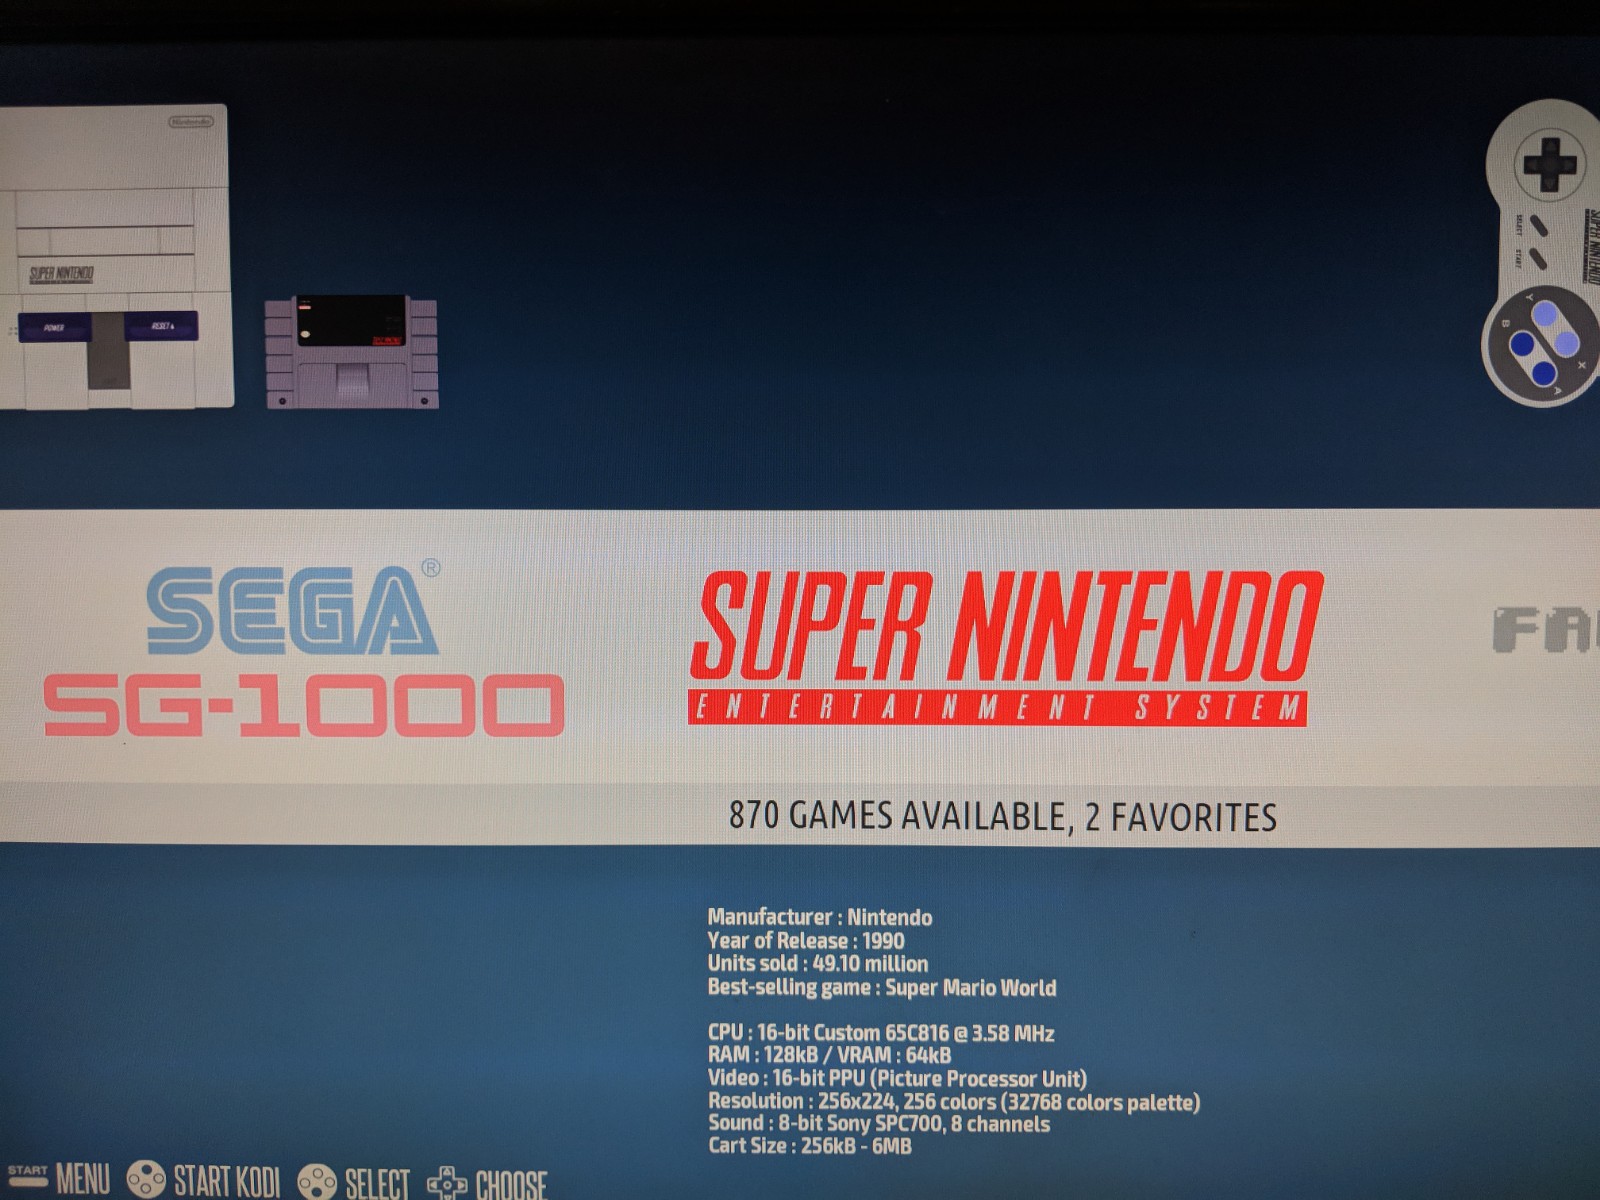 Nintendo
SUPER NINTENDO
POWER
RESET
SELECT
START
SUPER NINTENDO
Y
B
X
A
SEGA®
SG-1000
SUPER NINTENDO
ENTERTAINMENT SYSTEM
FA
870 GAMES AVAILABLE, 2 FAVORITES
Manufacturer : Nintendo
Year of Release : 1990
Units sold : 49.10 million
Best-selling game : Super Mario World
CPU : 16-bit Custom 65C816 @ 3.58 MHz
RAM : 128kB / VRAM : 64kB
Video : 16-bit PPU (Picture Processor Unit)
Resolution : 256x224, 256 colors (32768 colors palette)
Sound : 8-bit Sony SPC700, 8 channels
Cart Size : 256kB - 6MB
START MENU START KODI SELECT CHOOSE